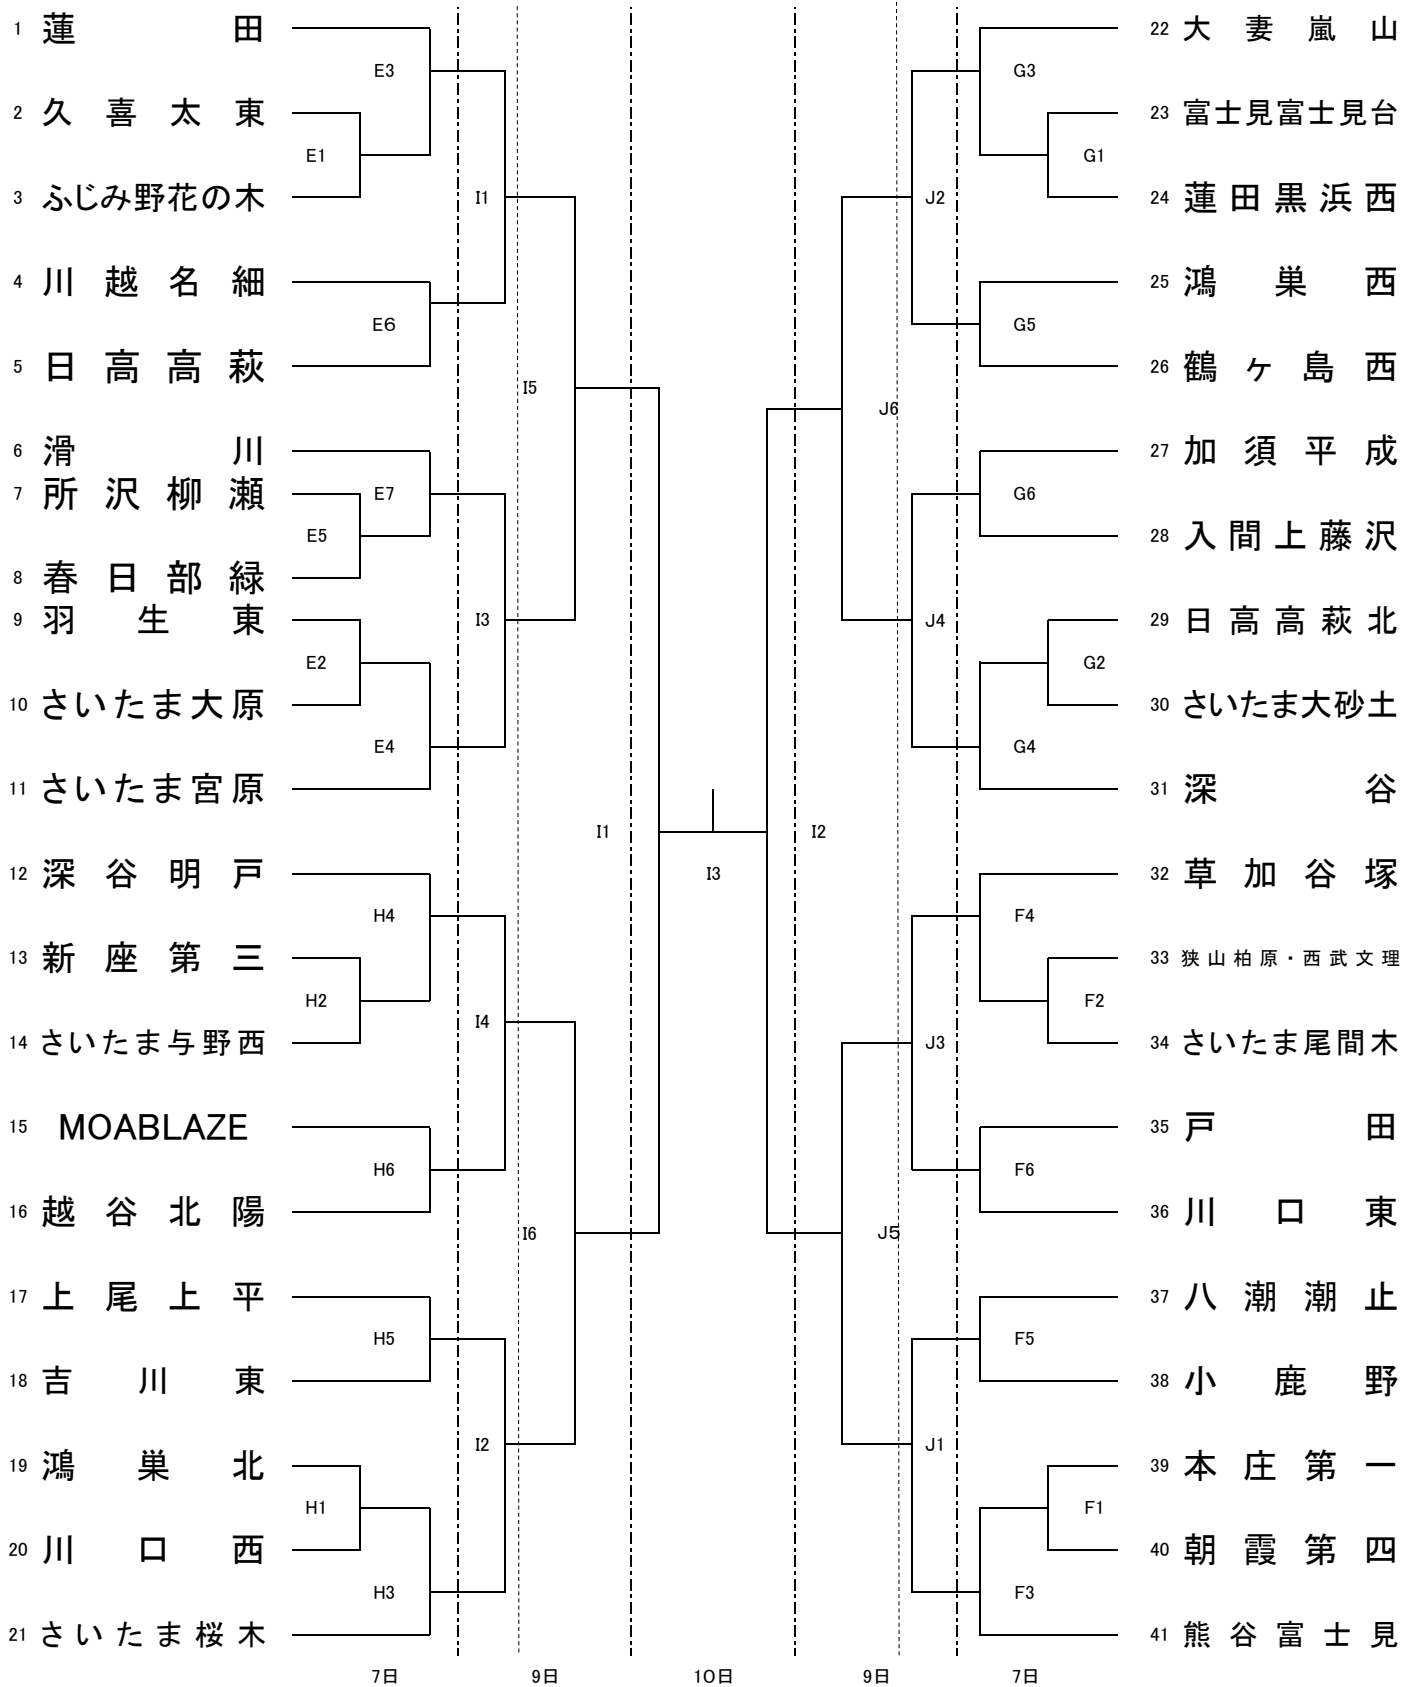 1 蓮田
E3
2 久喜太東
E1
3 ふじみ野花の木
I1
4 川越名細
E6
5 日高高萩
I5
6 滑川
7 所沢柳瀬
E7
E5
8 春日部緑
9 羽生東
I3
E2
10 さいたま大原
E4
11 さいたま宮原
I1
12 深谷明戸
H4
13 新座第三
H2
I4
14 さいたま与野西
15 MOABLAZE
H6
16 越谷北陽
I6
17 上尾上平
H5
18 吉川東
I2
19 鴻巣北
H1
20 川口西
H3
21 さいたま桜木
I3
22 大妻嵐山
G3
23 富士見富士見台
G1
24 蓮田黒浜西
J2
25 鴻巣西
G5
26 鶴ヶ島西
J6
27 加須平成
G6
28 入間上藤沢
29 日高高萩北
J4
G2
30 さいたま大砂土
G4
31 深谷
I2
32 草加谷塚
F4
33 狭山柏原・西武文理
F2
34 さいたま尾間木
J3
35 戸田
F6
36 川口東
J5
37 八潮潮止
F5
38 小鹿野
J1
39 本庄第一
F1
40 朝霞第四
F3
41 熊谷富士見
7日 9日 10日 9日 7日